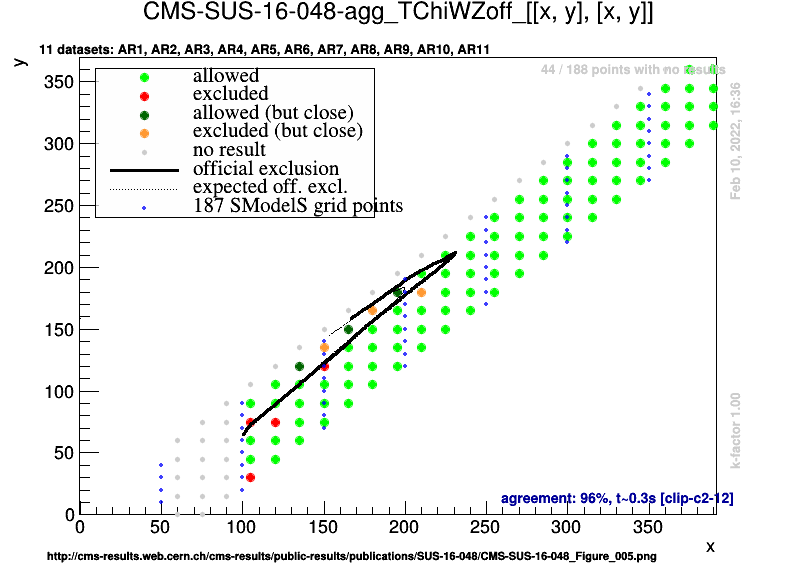 CMS-SUS-16-048-agg_TChiWZoff_[[x, y], [x, y]]
11 datasets: AR1, AR2, AR3, AR4, AR5, AR6, AR7, AR8, AR9, AR10, AR11
y
44 / 188 points with no results
allowed
excluded
allowed (but close)
excluded (but close)
no result
official exclusion
expected off. excl.
187 SModelS grid points
350
300
250
200
150
100
50
0
Feb 10, 2022, 16:36
k-factor 1.00
agreement: 96%, t~0.3s [clip-c2-12]
0 50 100 150 200 250 300 350
x
http://cms-results.web.cern.ch/cms-results/public-results/publications/SUS-16-048/CMS-SUS-16-048_Figure_005.png